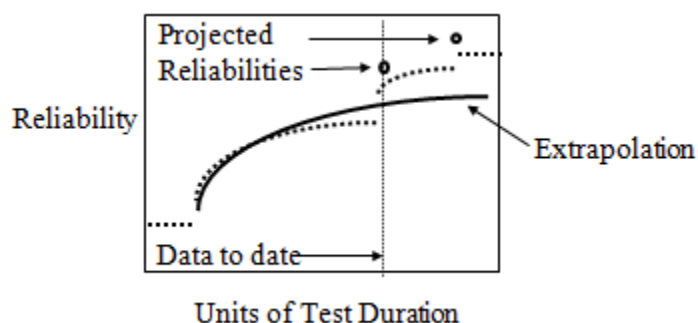 Projected
Reliabilities
Reliability
Extrapolation
Data to date
Units of Test Duration